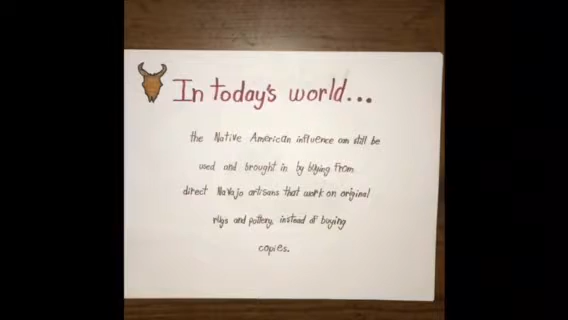 In today's world...
the Native American influence can still be
used and brought in by buying from
direct Navajo artisans that work on original
rugs and pottery, instead of buying
copies.